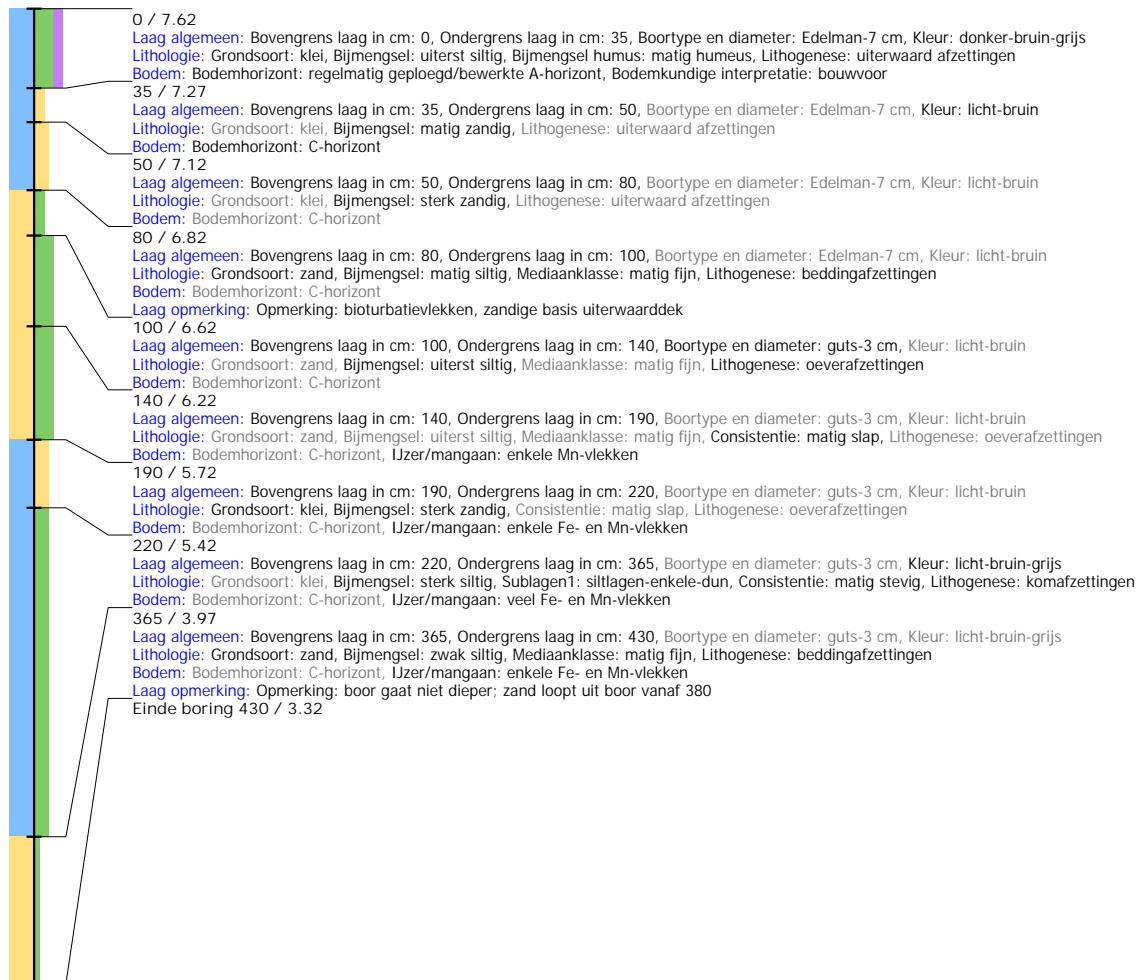 0 / 7.62
Laag algemeen: Bovengrens laag in cm: 0, Ondergrens laag in cm: 35, Boortype en diameter: Edelman-7 cm, Kleur: donker-bruin-grijs
Lithologie: Grondsoort: klei, Bijmengsel: uiterst siltig, Bijmengsel humus: matig humeus, Lithogenese: uiterwaard afzettingen
Bodem: Bodemhorizont: regelmatig geploegd/bewerkte A-horizont, Bodemkundige interpretatie: bouwvoor
35 / 7.27
Laag algemeen: Bovengrens laag in cm: 35, Ondergrens laag in cm: 50, Boortype en diameter: Edelman-7 cm, Kleur: licht-bruin
Lithologie: Grondsoort: klei, Bijmengsel: matig zandig, Lithogenese: uiterwaard afzettingen
Bodem: Bodemhorizont: C-horizont
50 / 7.12
Laag algemeen: Bovengrens laag in cm: 50, Ondergrens laag in cm: 80, Boortype en diameter: Edelman-7 cm, Kleur: licht-bruin
Lithologie: Grondsoort: klei, Bijmengsel: sterk zandig, Lithogenese: uiterwaard afzettingen
Bodem: Bodemhorizont: C-horizont
80 / 6.82
Laag algemeen: Bovengrens laag in cm: 80, Ondergrens laag in cm: 100, Boortype en diameter: Edelman-7 cm, Kleur: licht-bruin
Lithologie: Grondsoort: zand, Bijmengsel: matig siltig, Mediaanklasse: matig fijn, Lithogenese: beddingafzettingen
Bodem: Bodemhorizont: C-horizont
Laag opmerking: Opmerking: bioturbatievlekken, zandige basis uiterwaarddek
100 / 6.62
Laag algemeen: Bovengrens laag in cm: 100, Ondergrens laag in cm: 140, Boortype en diameter: guts-3 cm, Kleur: licht-bruin
Lithologie: Grondsoort: zand, Bijmengsel: uiterst siltig, Mediaanklasse: matig fijn, Lithogenese: oeverafzettingen
Bodem: Bodemhorizont: C-horizont
140 / 6.22
Laag algemeen: Bovengrens laag in cm: 140, Ondergrens laag in cm: 190, Boortype en diameter: guts-3 cm, Kleur: licht-bruin
Lithologie: Grondsoort: zand, Bijmengsel: uiterst siltig, Mediaanklasse: matig fijn, Consistentie: matig slap, Lithogenese: oeverafzettingen
Bodem: Bodemhorizont: C-horizont, IJzer/mangaan: enkele Mn-vlekken
190 / 5.72
Laag algemeen: Bovengrens laag in cm: 190, Ondergrens laag in cm: 220, Boortype en diameter: guts-3 cm, Kleur: licht-bruin
Lithologie: Grondsoort: klei, Bijmengsel: sterk zandig, Consistentie: matig slap, Lithogenese: oeverafzettingen
Bodem: Bodemhorizont: C-horizont, IJzer/mangaan: enkele Fe- en Mn-vlekken
220 / 5.42
Laag algemeen: Bovengrens laag in cm: 220, Ondergrens laag in cm: 365, Boortype en diameter: guts-3 cm, Kleur: licht-bruin-grijs
Lithologie: Grondsoort: klei, Bijmengsel: sterk siltig, Sublagen1: siltlagen-enkele-dun, Consistentie: matig stevig, Lithogenese: komafzettingen
Bodem: Bodemhorizont: C-horizont, IJzer/mangaan: veel Fe- en Mn-vlekken
365 / 3.97
Laag algemeen: Bovengrens laag in cm: 365, Ondergrens laag in cm: 430, Boortype en diameter: guts-3 cm, Kleur: licht-bruin-grijs
Lithologie: Grondsoort: zand, Bijmengsel: zwak siltig, Mediaanklasse: matig fijn, Lithogenese: beddingafzettingen
Bodem: Bodemhorizont: C-horizont, IJzer/mangaan: enkele Fe- en Mn-vlekken
Laag opmerking: Opmerking: boor gaat niet dieper; zand loopt uit boor vanaf 380
Einde boring 430 / 3.32